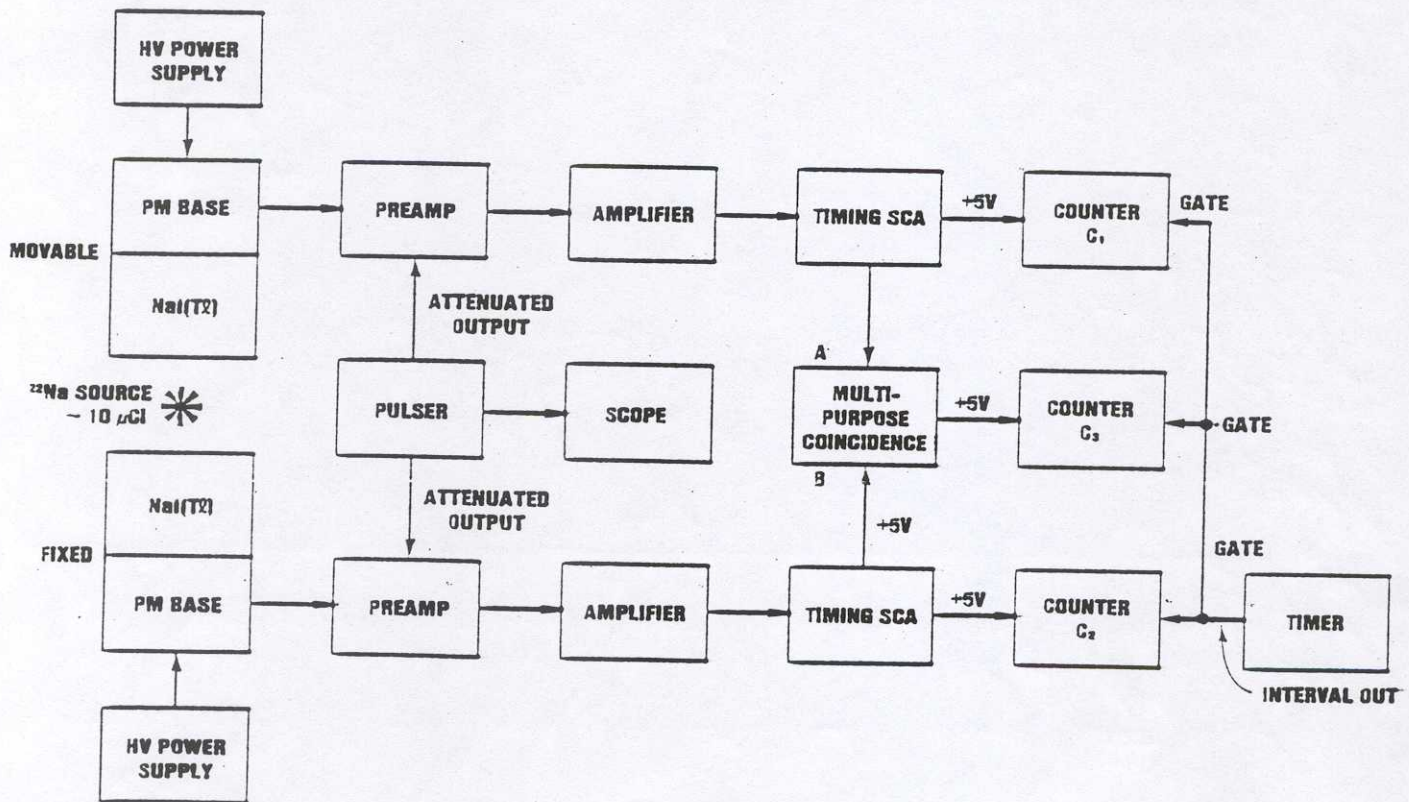 HV POWER
SUPPLY
PM BASE
MOVABLE
NaI(Tℓ)
PREAMP
AMPLIFIER
TIMING SCA
+5V
COUNTER
C₁
GATE
ATTENUATED
OUTPUT
²²Na SOURCE
~ 10 μCI
PULSER
SCOPE
A
MULTI-
PURPOSE
COINCIDENCE
B
+5V
COUNTER
C₃
GATE
NaI(Tℓ)
FIXED
PM BASE
ATTENUATED
OUTPUT
PREAMP
AMPLIFIER
+5V
TIMING SCA
+5V
COUNTER
C₂
GATE
TIMER
INTERVAL OUT
HV POWER
SUPPLY